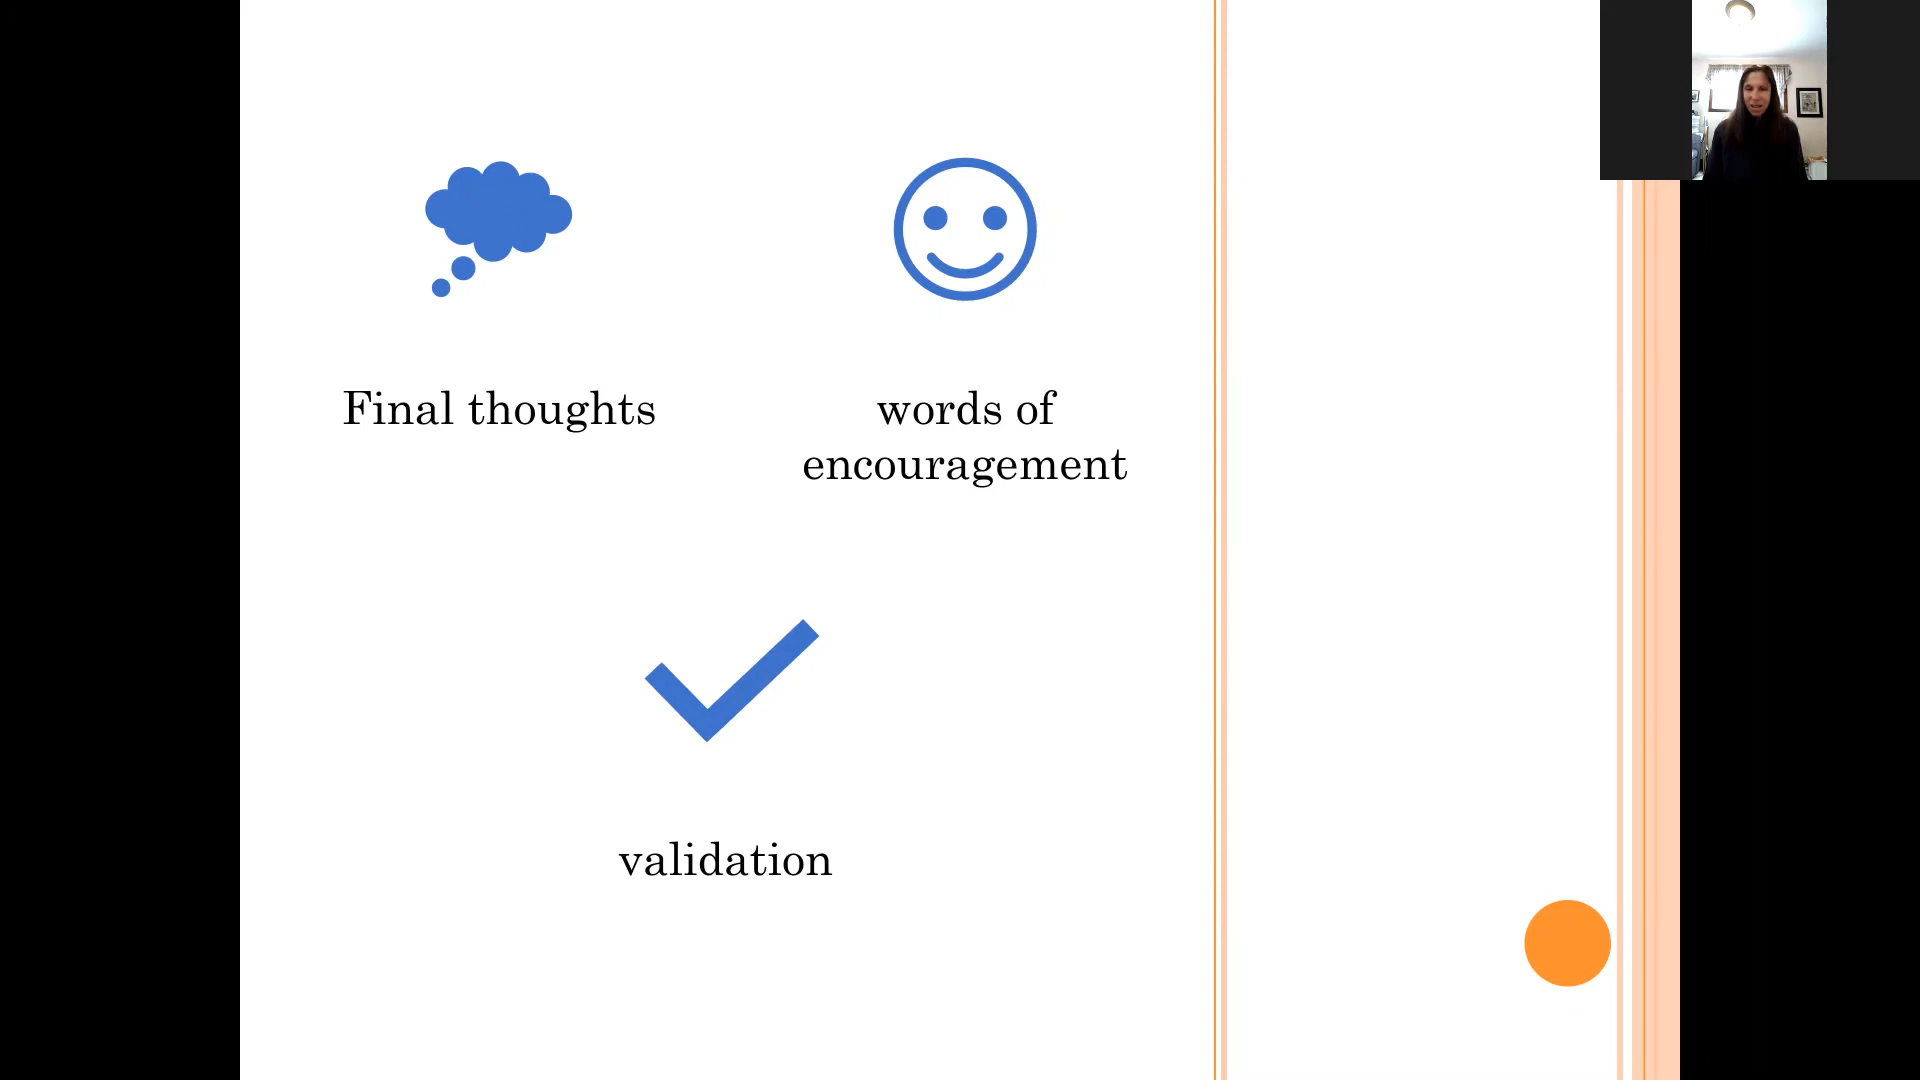 Final thoughts
words of
encouragement
validation